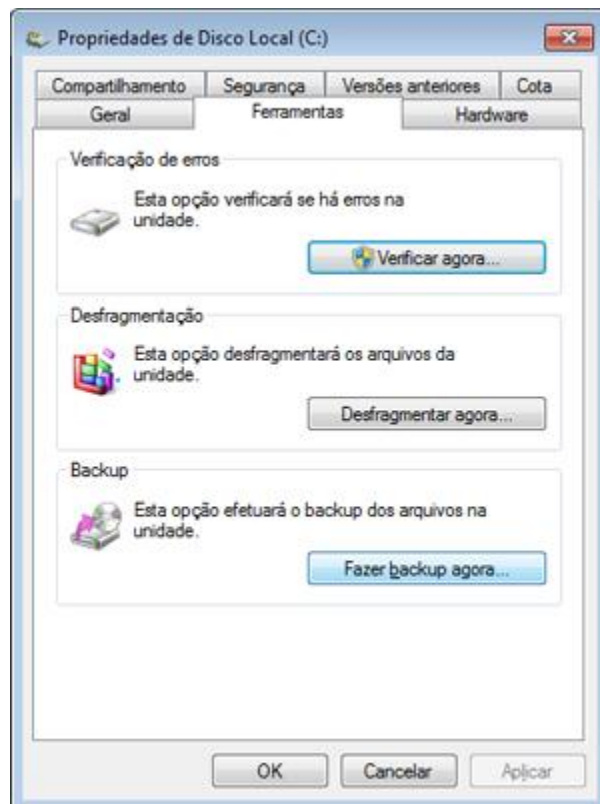 Propriedades de Disco Local (C:)
Compartilhamento Segurança Versões anteriores Cota
Geral Ferramentas Hardware
Verificação de erros
Esta opção verificará se há erros na
unidade.
Verificar agora...
Desfragmentação
Esta opção desfragmentará os arquivos da
unidade.
Desfragmentar agora...
Backup
Esta opção efetuará o backup dos arquivos na
unidade.
Fazer backup agora...
OK Cancelar Aplicar